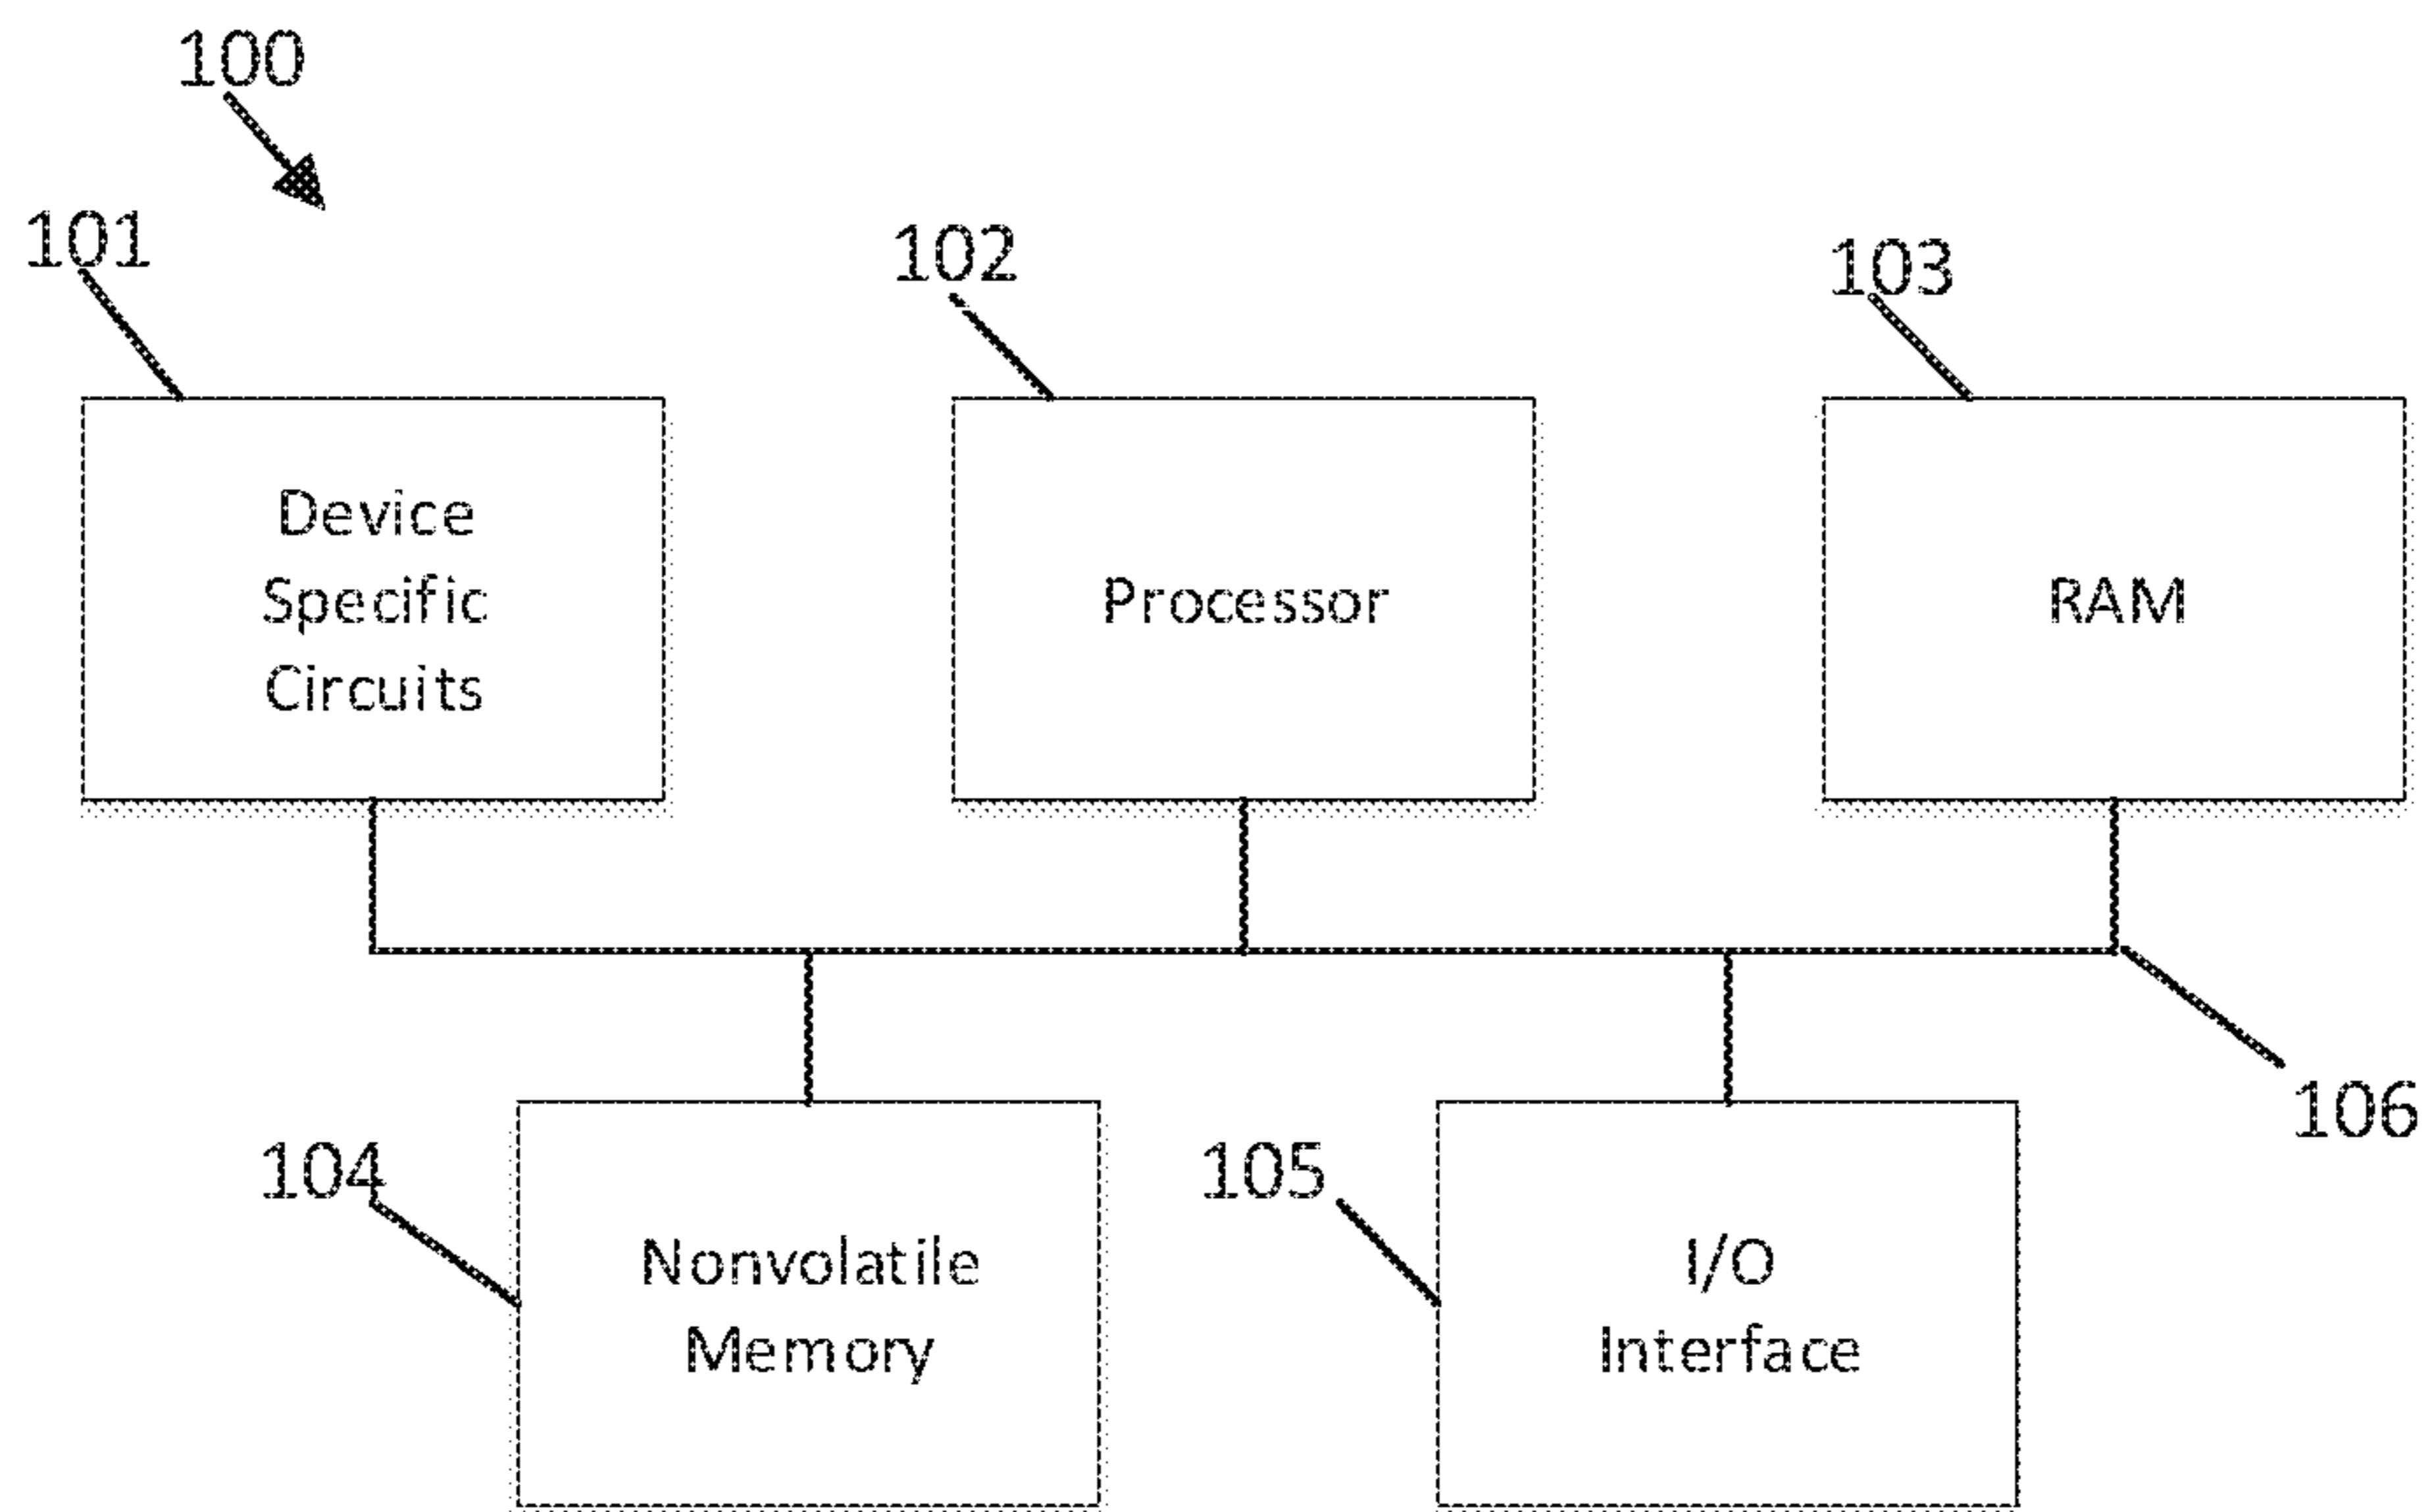 100
101
102
103
Device
Specific
Circuits
Processor
RAM
106
104
105
Nonvolatile
Memory
I/O
Interface